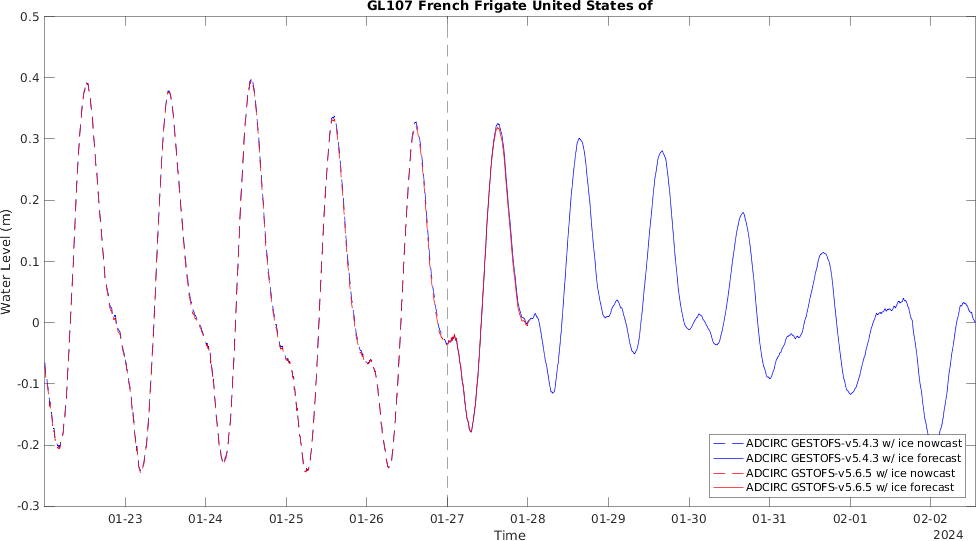 GL107 French Frigate United States of
0.5
0.4
0.3
0.2
0.1
0
-0.1
-0.2
-0.3
Water Level (m)
01-23 01-24 01-25 01-26 01-27 01-28 01-29 01-30 01-31 02-01 02-02
2024
Time
ADCIRC GESTOFS-v5.4.3 w/ ice nowcast
ADCIRC GESTOFS-v5.4.3 w/ ice forecast
ADCIRC GSTOFS-v5.6.5 w/ ice nowcast
ADCIRC GSTOFS-v5.6.5 w/ ice forecast